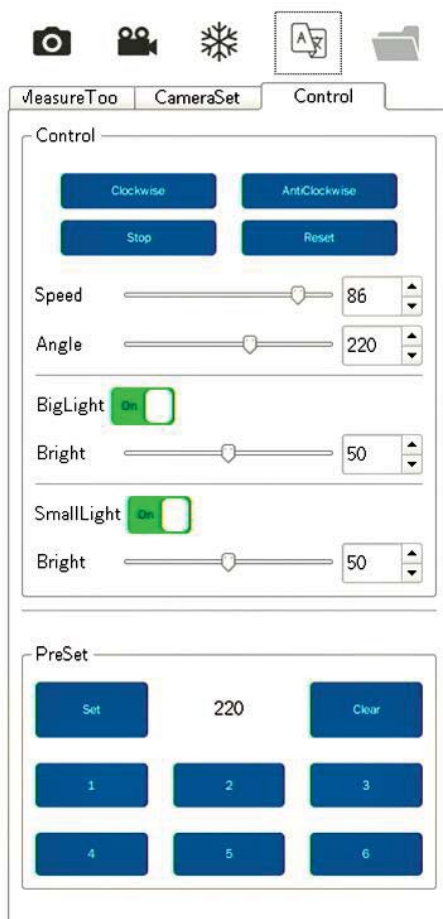 MeasureToo CameraSet Control
Control
Clockwise AntiClockwise
Stop Reset
Speed 86
Angle 220
BigLight On
Bright 50
SmallLight On
Bright 50
PreSet
Set 220 Clear
1 2 3
4 5 6